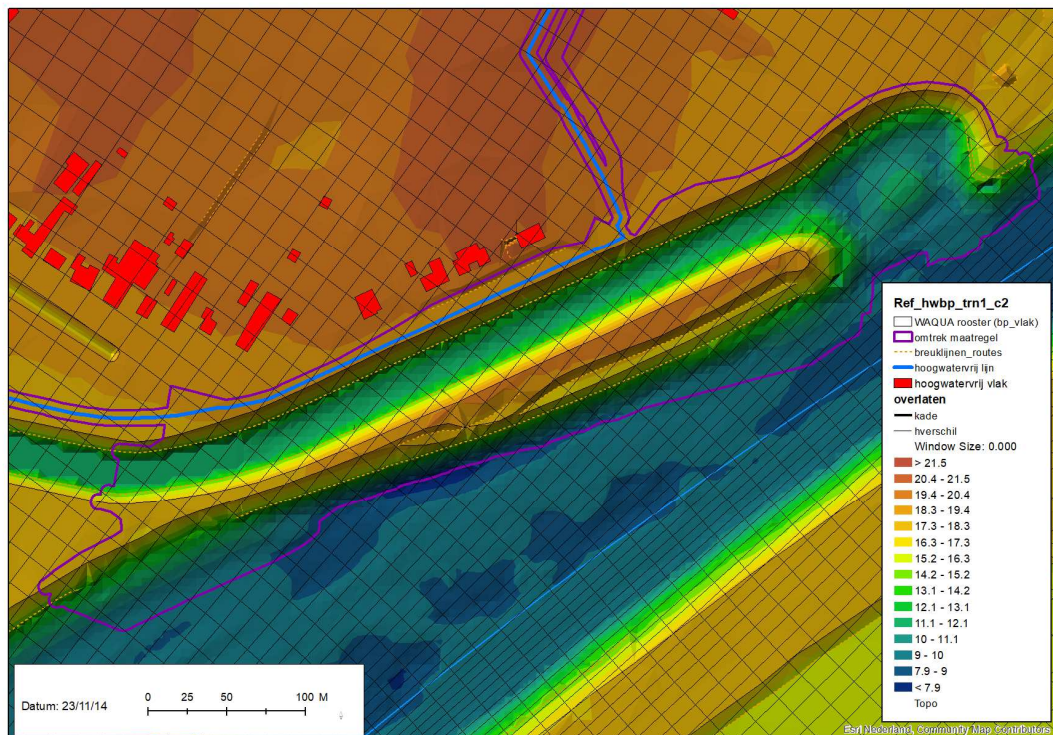 Ref_hwbp_trn1_c2
WAQUA rooster (bp_vlak)
omtrek maatregel
breuklijnen_routes
hoogwatervrij lijn
hoogwatervrij vlak
overlaten
kade
hverschil
Window Size: 0.000
> 21.5
20.4 - 21.5
19.4 - 20.4
18.3 - 19.4
17.3 - 18.3
16.3 - 17.3
15.2 - 16.3
14.2 - 15.2
13.1 - 14.2
12.1 - 13.1
11.1 - 12.1
10 - 11.1
9 - 10
7.9 - 9
< 7.9
Topo
Datum: 23/11/14
0 25 50 100 M
Esri Nederland, Community Map Contributors